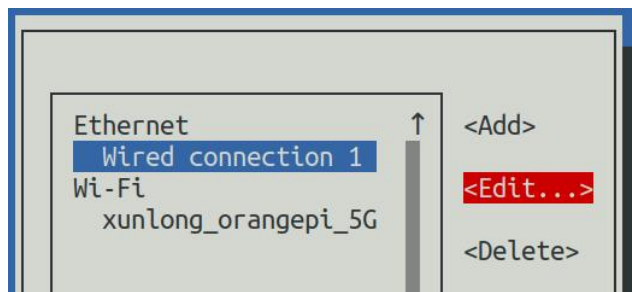 Ethernet ↑ <Add>
Wired connection 1
Wi-Fi <Edit...>
xunlong_orangepi_5G
<Delete>